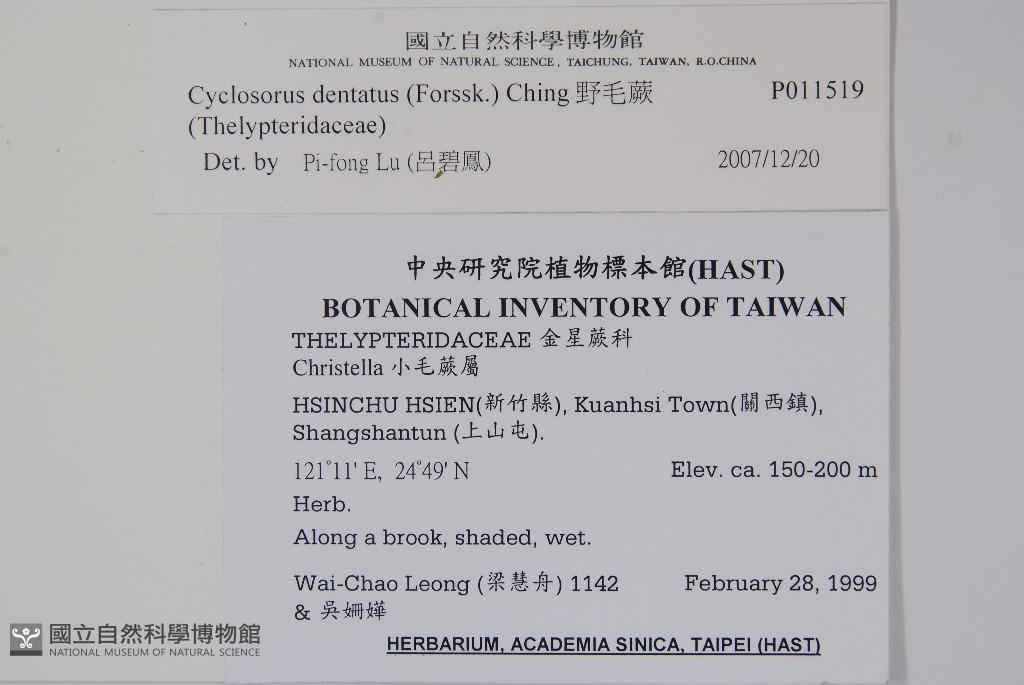 國立自然科學博物館
NATIONAL MUSEUM OF NATURAL SCIENCE, TAICHUNG, TAIWAN, R.O.CHINA
Cyclosorus dentatus (Forssk.) Ching 野毛蕨 P011519
(Thelypteridaceae)
Det. by Pi-fong Lu (呂碧鳳) 2007/12/20
中央研究院植物標本館(HAST)
BOTANICAL INVENTORY OF TAIWAN
THELYPTERIDACEAE 金星蕨科
Christella 小毛蕨屬
HSINCHU HSIEN(新竹縣), Kuanhsi Town(關西鎮),
Shangshantun (上山屯).
121°11' E, 24°49' N Elev. ca. 150-200 m
Herb.
Along a brook, shaded, wet.
Wai-Chao Leong (梁慧舟) 1142 February 28, 1999
& 吳姍嬅
HERBARIUM, ACADEMIA SINICA, TAIPEI (HAST)
國立自然科學博物館
NATIONAL MUSEUM OF NATURAL SCIENCE